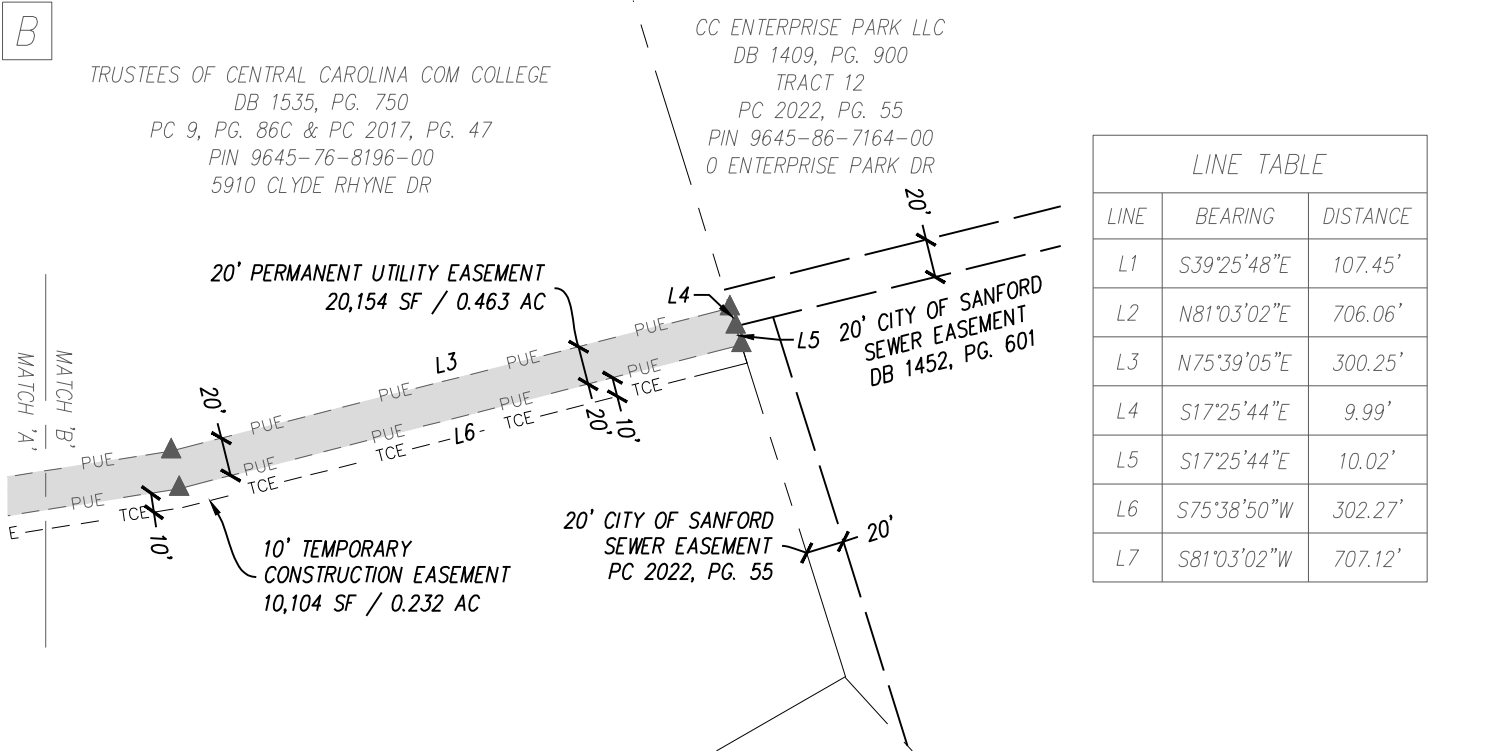 B
TRUSTEES OF CENTRAL CAROLINA COM COLLEGE
DB 1535, PG. 750
PC 9, PG. 86C & PC 2017, PG. 47
PIN 9645-76-8196-00
5910 CLYDE RHYNE DR
CC ENTERPRISE PARK LLC
DB 1409, PG. 900
TRACT 12
PC 2022, PG. 55
PIN 9645-86-7164-00
0 ENTERPRISE PARK DR
20'
20' PERMANENT UTILITY EASEMENT
20,154 SF / 0.463 AC
L4
L5
20' CITY OF SANFORD
SEWER EASEMENT
DB 1452, PG. 601
PUE
PUE
PUE
PUE
PUE
L3
PUE
PUE
PUE
PUE
PUE
L6
TCE
TCE
TCE
TCE
TCE
E
MATCH 'A'
MATCH 'B'
20'
20'
10'
10'
10' TEMPORARY
CONSTRUCTION EASEMENT
10,104 SF / 0.232 AC
20' CITY OF SANFORD
SEWER EASEMENT
PC 2022, PG. 55
20'
LINE TABLE
LINE BEARING DISTANCE
L1 S39°25'48"E 107.45'
L2 N81°03'02"E 706.06'
L3 N75°39'05"E 300.25'
L4 S17°25'44"E 9.99'
L5 S17°25'44"E 10.02'
L6 S75°38'50"W 302.27'
L7 S81°03'02"W 707.12'